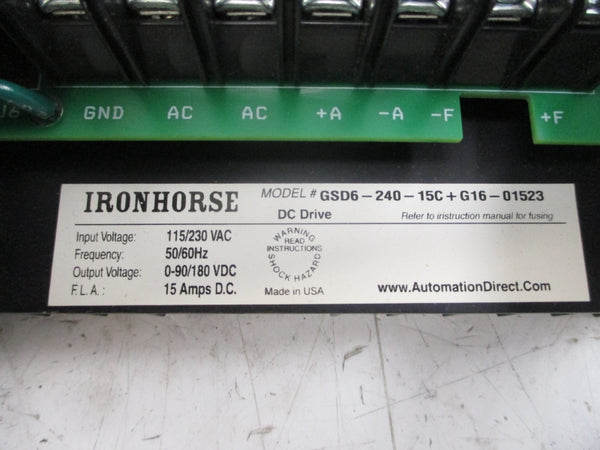 J6
GND AC AC +A -A -F +F
IRONHORSE MODEL # GSD6-240-15C+G16-01523
DC Drive Refer to instruction manual for fusing
Input Voltage: 115/230 VAC
Frequency: 50/60Hz
Output Voltage: 0-90/180 VDC
F.L.A.: 15 Amps D.C.
WARNING
READ
INSTRUCTIONS
SHOCK HAZARD
Made in USA
www.AutomationDirect.Com